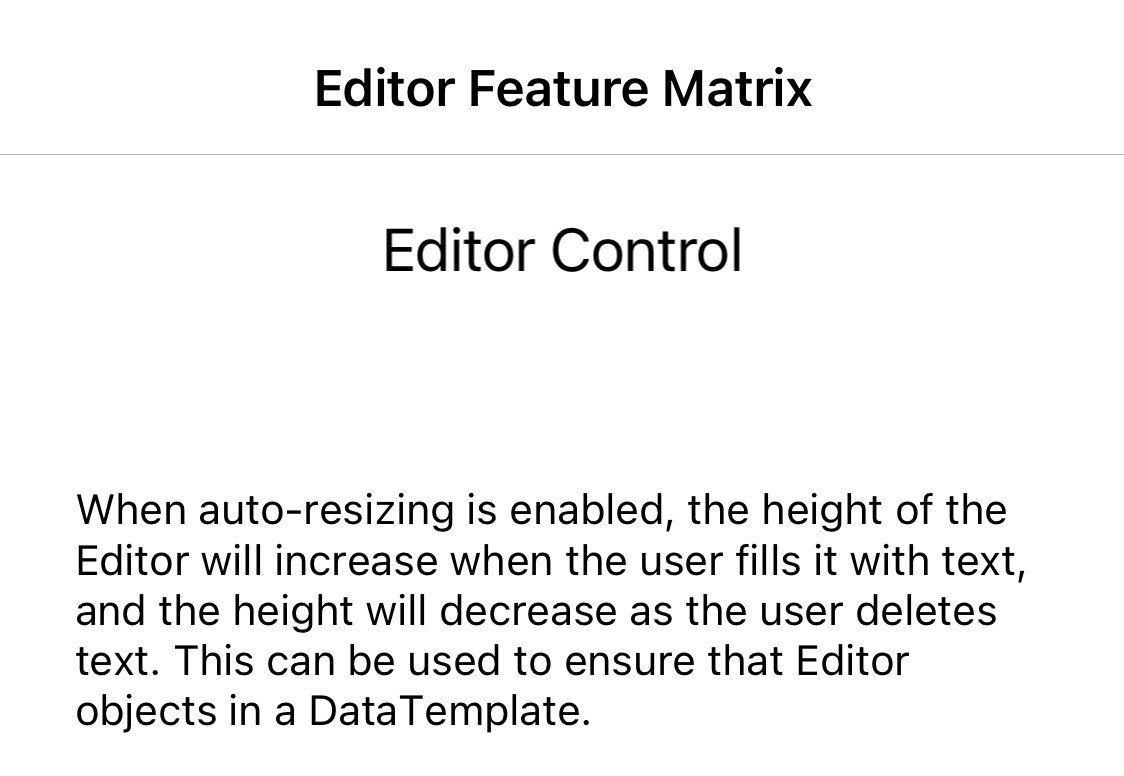 Editor Feature Matrix
Editor Control
When auto-resizing is enabled, the height of the
Editor will increase when the user fills it with text,
and the height will decrease as the user deletes
text. This can be used to ensure that Editor
objects in a DataTemplate.